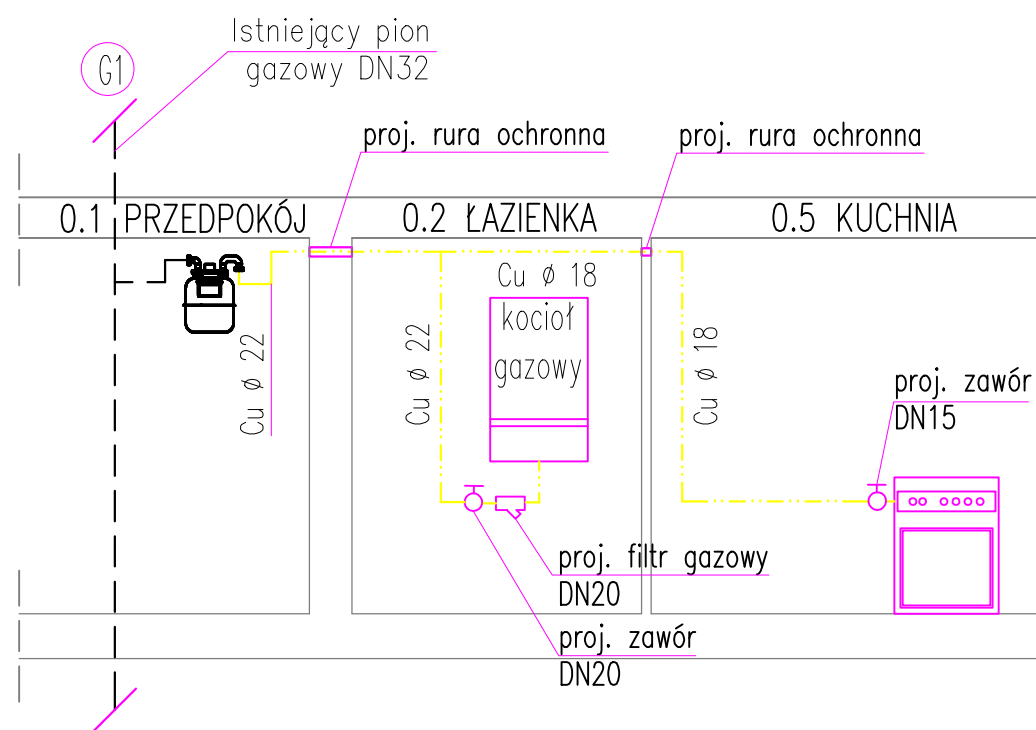 Istniejący pion
gazowy DN32
G1
proj. rura ochronna
proj. rura ochronna
0.1 PRZEDPOKÓJ
0.2 ŁAZIENKA
0.5 KUCHNIA
Cu ϕ 18
kocioł
gazowy
Cu ϕ 22
Cu ϕ 22
Cu ϕ 18
proj. zawór
DN15
proj. filtr gazowy
DN20
proj. zawór
DN20